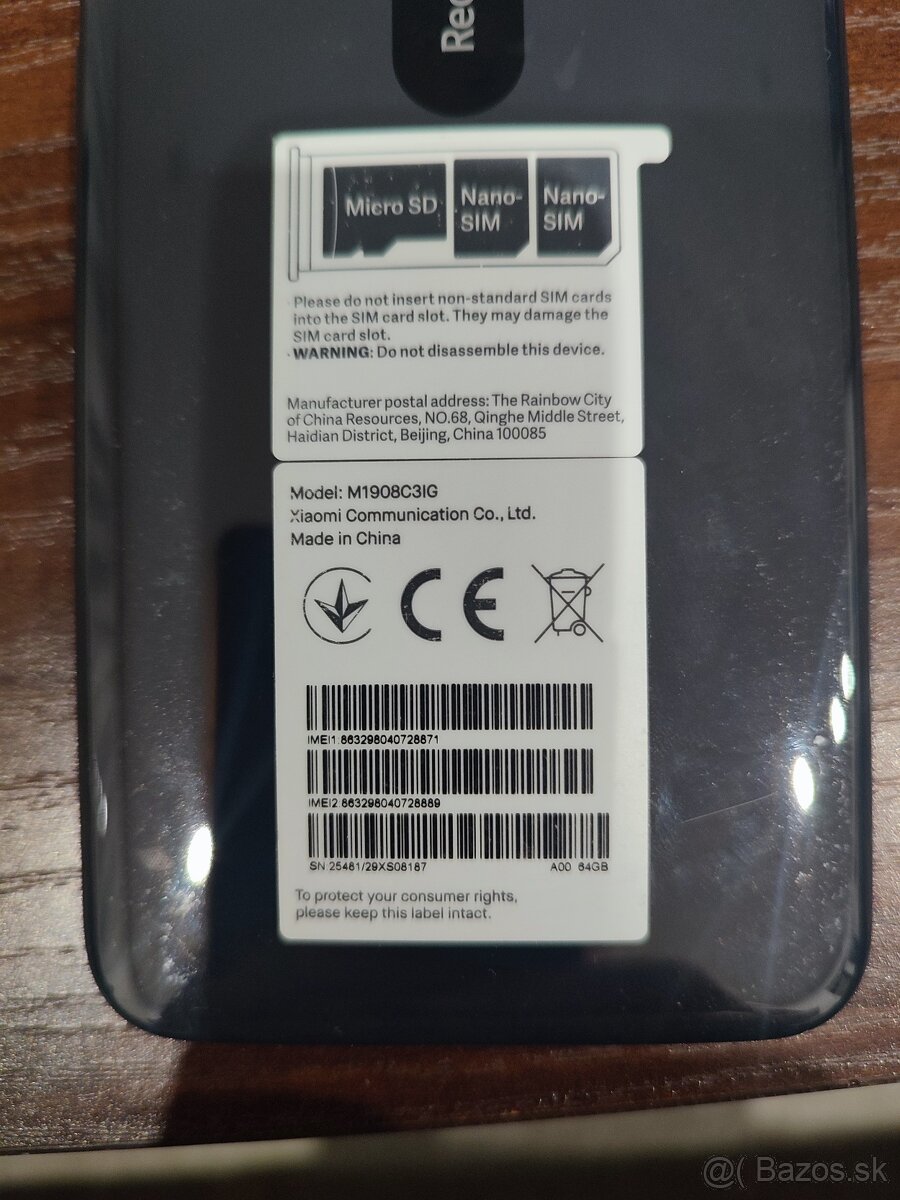 Red
Micro SD
Nano-
SIM
Nano-
SIM
· Please do not insert non-standard SIM cards
into the SIM card slot. They may damage the
SIM card slot.
· WARNING: Do not disassemble this device.
Manufacturer postal address: The Rainbow City
of China Resources, NO.68, Qinghe Middle Street,
Haidian District, Beijing, China 100085
Model: M1908C3IG
Xiaomi Communication Co., Ltd.
Made in China
CE
IMEI1 863298040728871
IMEI2 863298040728889
SN 25461/29XS08187 A00 64GB
To protect your consumer rights,
please keep this label intact.
@( Bazos.sk